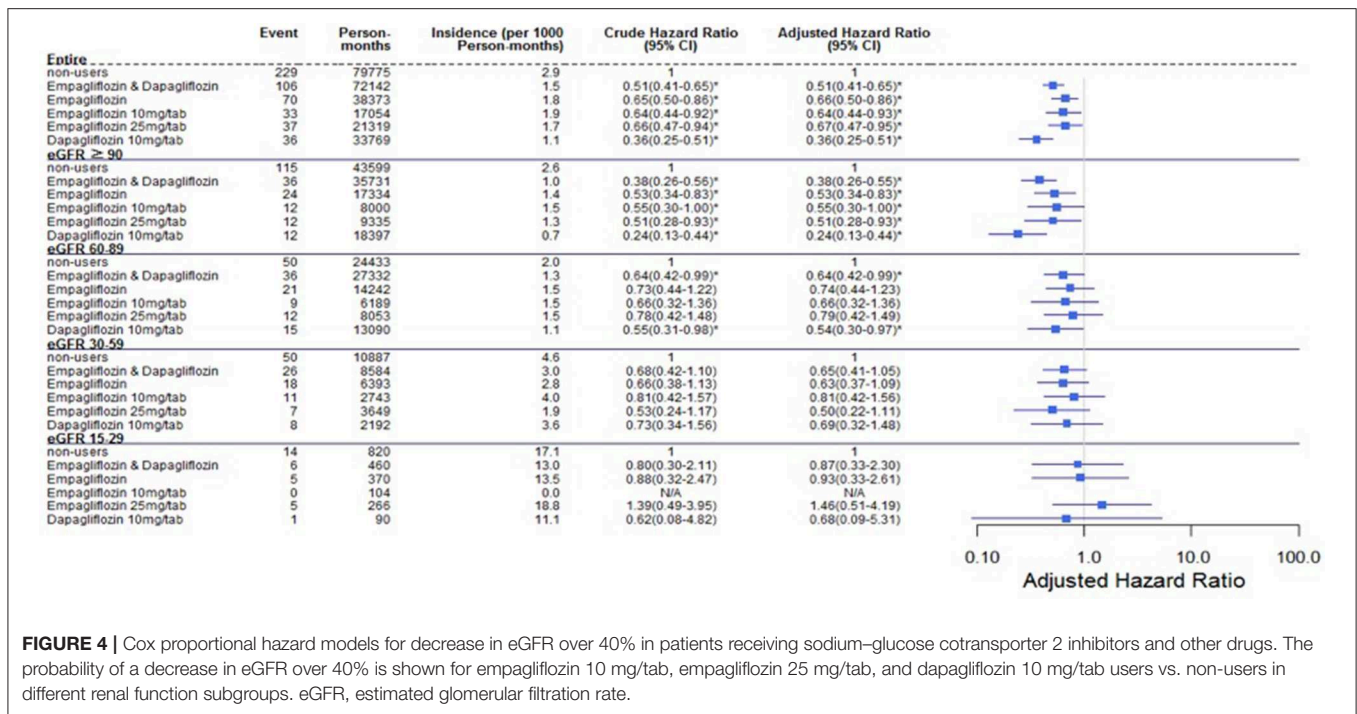 Event Person-months Incidence (per 1000 Person-months) Crude Hazard Ratio (95% CI) Adjusted Hazard Ratio (95% CI)
Entire
non-users 229 79775 2.9 1 1
Empagliflozin & Dapagliflozin 106 72142 1.5 0.51(0.41-0.65)* 0.51(0.41-0.65)*
Empagliflozin 70 38373 1.8 0.65(0.50-0.86)* 0.66(0.50-0.86)*
Empagliflozin 10mg/tab 33 17054 1.9 0.64(0.44-0.92)* 0.64(0.44-0.93)*
Empagliflozin 25mg/tab 37 21319 1.7 0.66(0.47-0.94)* 0.67(0.47-0.95)*
Dapagliflozin 10mg/tab 36 33769 1.1 0.36(0.25-0.51)* 0.36(0.25-0.51)*
eGFR ≥ 90
non-users 115 43599 2.6 1 1
Empagliflozin & Dapagliflozin 36 35731 1.0 0.38(0.26-0.56)* 0.38(0.26-0.55)*
Empagliflozin 24 17334 1.4 0.53(0.34-0.83)* 0.53(0.34-0.83)*
Empagliflozin 10mg/tab 12 8000 1.5 0.55(0.30-1.00)* 0.55(0.30-1.00)*
Empagliflozin 25mg/tab 12 9335 1.3 0.51(0.28-0.93)* 0.51(0.28-0.93)*
Dapagliflozin 10mg/tab 12 18397 0.7 0.24(0.13-0.44)* 0.24(0.13-0.44)*
eGFR 60-89
non-users 50 24433 2.0 1 1
Empagliflozin & Dapagliflozin 36 27332 1.3 0.64(0.42-0.99)* 0.64(0.42-0.99)*
Empagliflozin 21 14242 1.5 0.73(0.44-1.22) 0.74(0.44-1.23)
Empagliflozin 10mg/tab 9 6189 1.5 0.66(0.32-1.36) 0.66(0.32-1.36)
Empagliflozin 25mg/tab 12 8053 1.5 0.78(0.42-1.48) 0.79(0.42-1.49)
Dapagliflozin 10mg/tab 15 13090 1.1 0.55(0.31-0.98)* 0.54(0.30-0.97)*
eGFR 30-59
non-users 50 10887 4.6 1 1
Empagliflozin & Dapagliflozin 26 8584 3.0 0.68(0.42-1.10) 0.65(0.41-1.05)
Empagliflozin 18 6393 2.8 0.66(0.38-1.13) 0.63(0.37-1.09)
Empagliflozin 10mg/tab 11 2743 4.0 0.81(0.42-1.57) 0.81(0.42-1.56)
Empagliflozin 25mg/tab 7 3649 1.9 0.53(0.24-1.17) 0.50(0.22-1.11)
Dapagliflozin 10mg/tab 8 2192 3.6 0.73(0.34-1.56) 0.69(0.32-1.48)
eGFR 15-29
non-users 14 820 17.1 1 1
Empagliflozin & Dapagliflozin 6 460 13.0 0.80(0.30-2.11) 0.87(0.33-2.30)
Empagliflozin 5 370 13.5 0.88(0.32-2.47) 0.93(0.33-2.61)
Empagliflozin 10mg/tab 0 104 0.0 N/A N/A
Empagliflozin 25mg/tab 5 266 18.8 1.39(0.49-3.95) 1.46(0.51-4.19)
Dapagliflozin 10mg/tab 1 90 11.1 0.62(0.08-4.82) 0.68(0.09-5.31)
0.10 1.0 10.0 100.0
Adjusted Hazard Ratio
FIGURE 4 | Cox proportional hazard models for decrease in eGFR over 40% in patients receiving sodium–glucose cotransporter 2 inhibitors and other drugs. The
probability of a decrease in eGFR over 40% is shown for empagliflozin 10 mg/tab, empagliflozin 25 mg/tab, and dapagliflozin 10 mg/tab users vs. non-users in
different renal function subgroups. eGFR, estimated glomerular filtration rate.